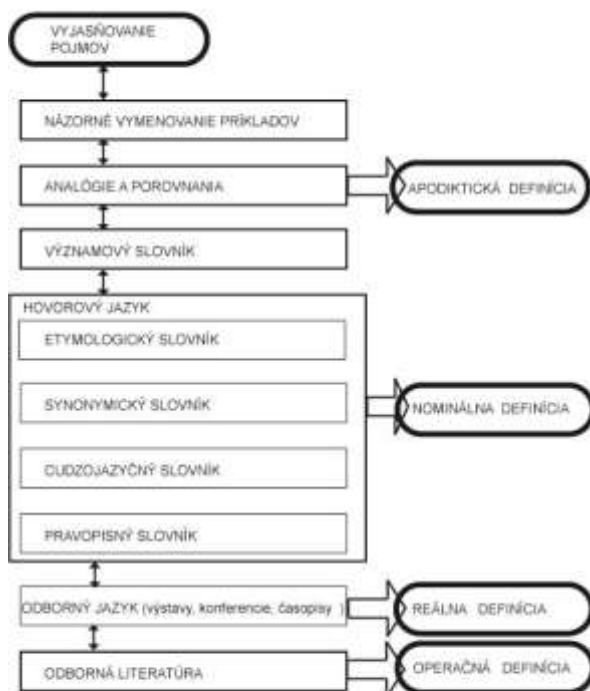 VYJASŇOVANIE
POJMOV
NÁZORNÉ VYMENOVANIE PRÍKLADOV
ANALÓGIE A POROVNANIA
APODIKTICKÁ DEFINÍCIA
VÝZNAMOVÝ SLOVNÍK
HOVOROVÝ JAZYK
ETYMOLOGICKÝ SLOVNÍK
SYNONYMICKÝ SLOVNÍK
NOMINÁLNA DEFINÍCIA
CUDZOJAZYČNÝ SLOVNÍK
PRAVOPISNÝ SLOVNÍK
ODBORNÝ JAZYK (výstavy, konferencie, časopisy )
REÁLNA DEFINÍCIA
ODBORNÁ LITERATÚRA
OPERAČNÁ DEFINÍCIA